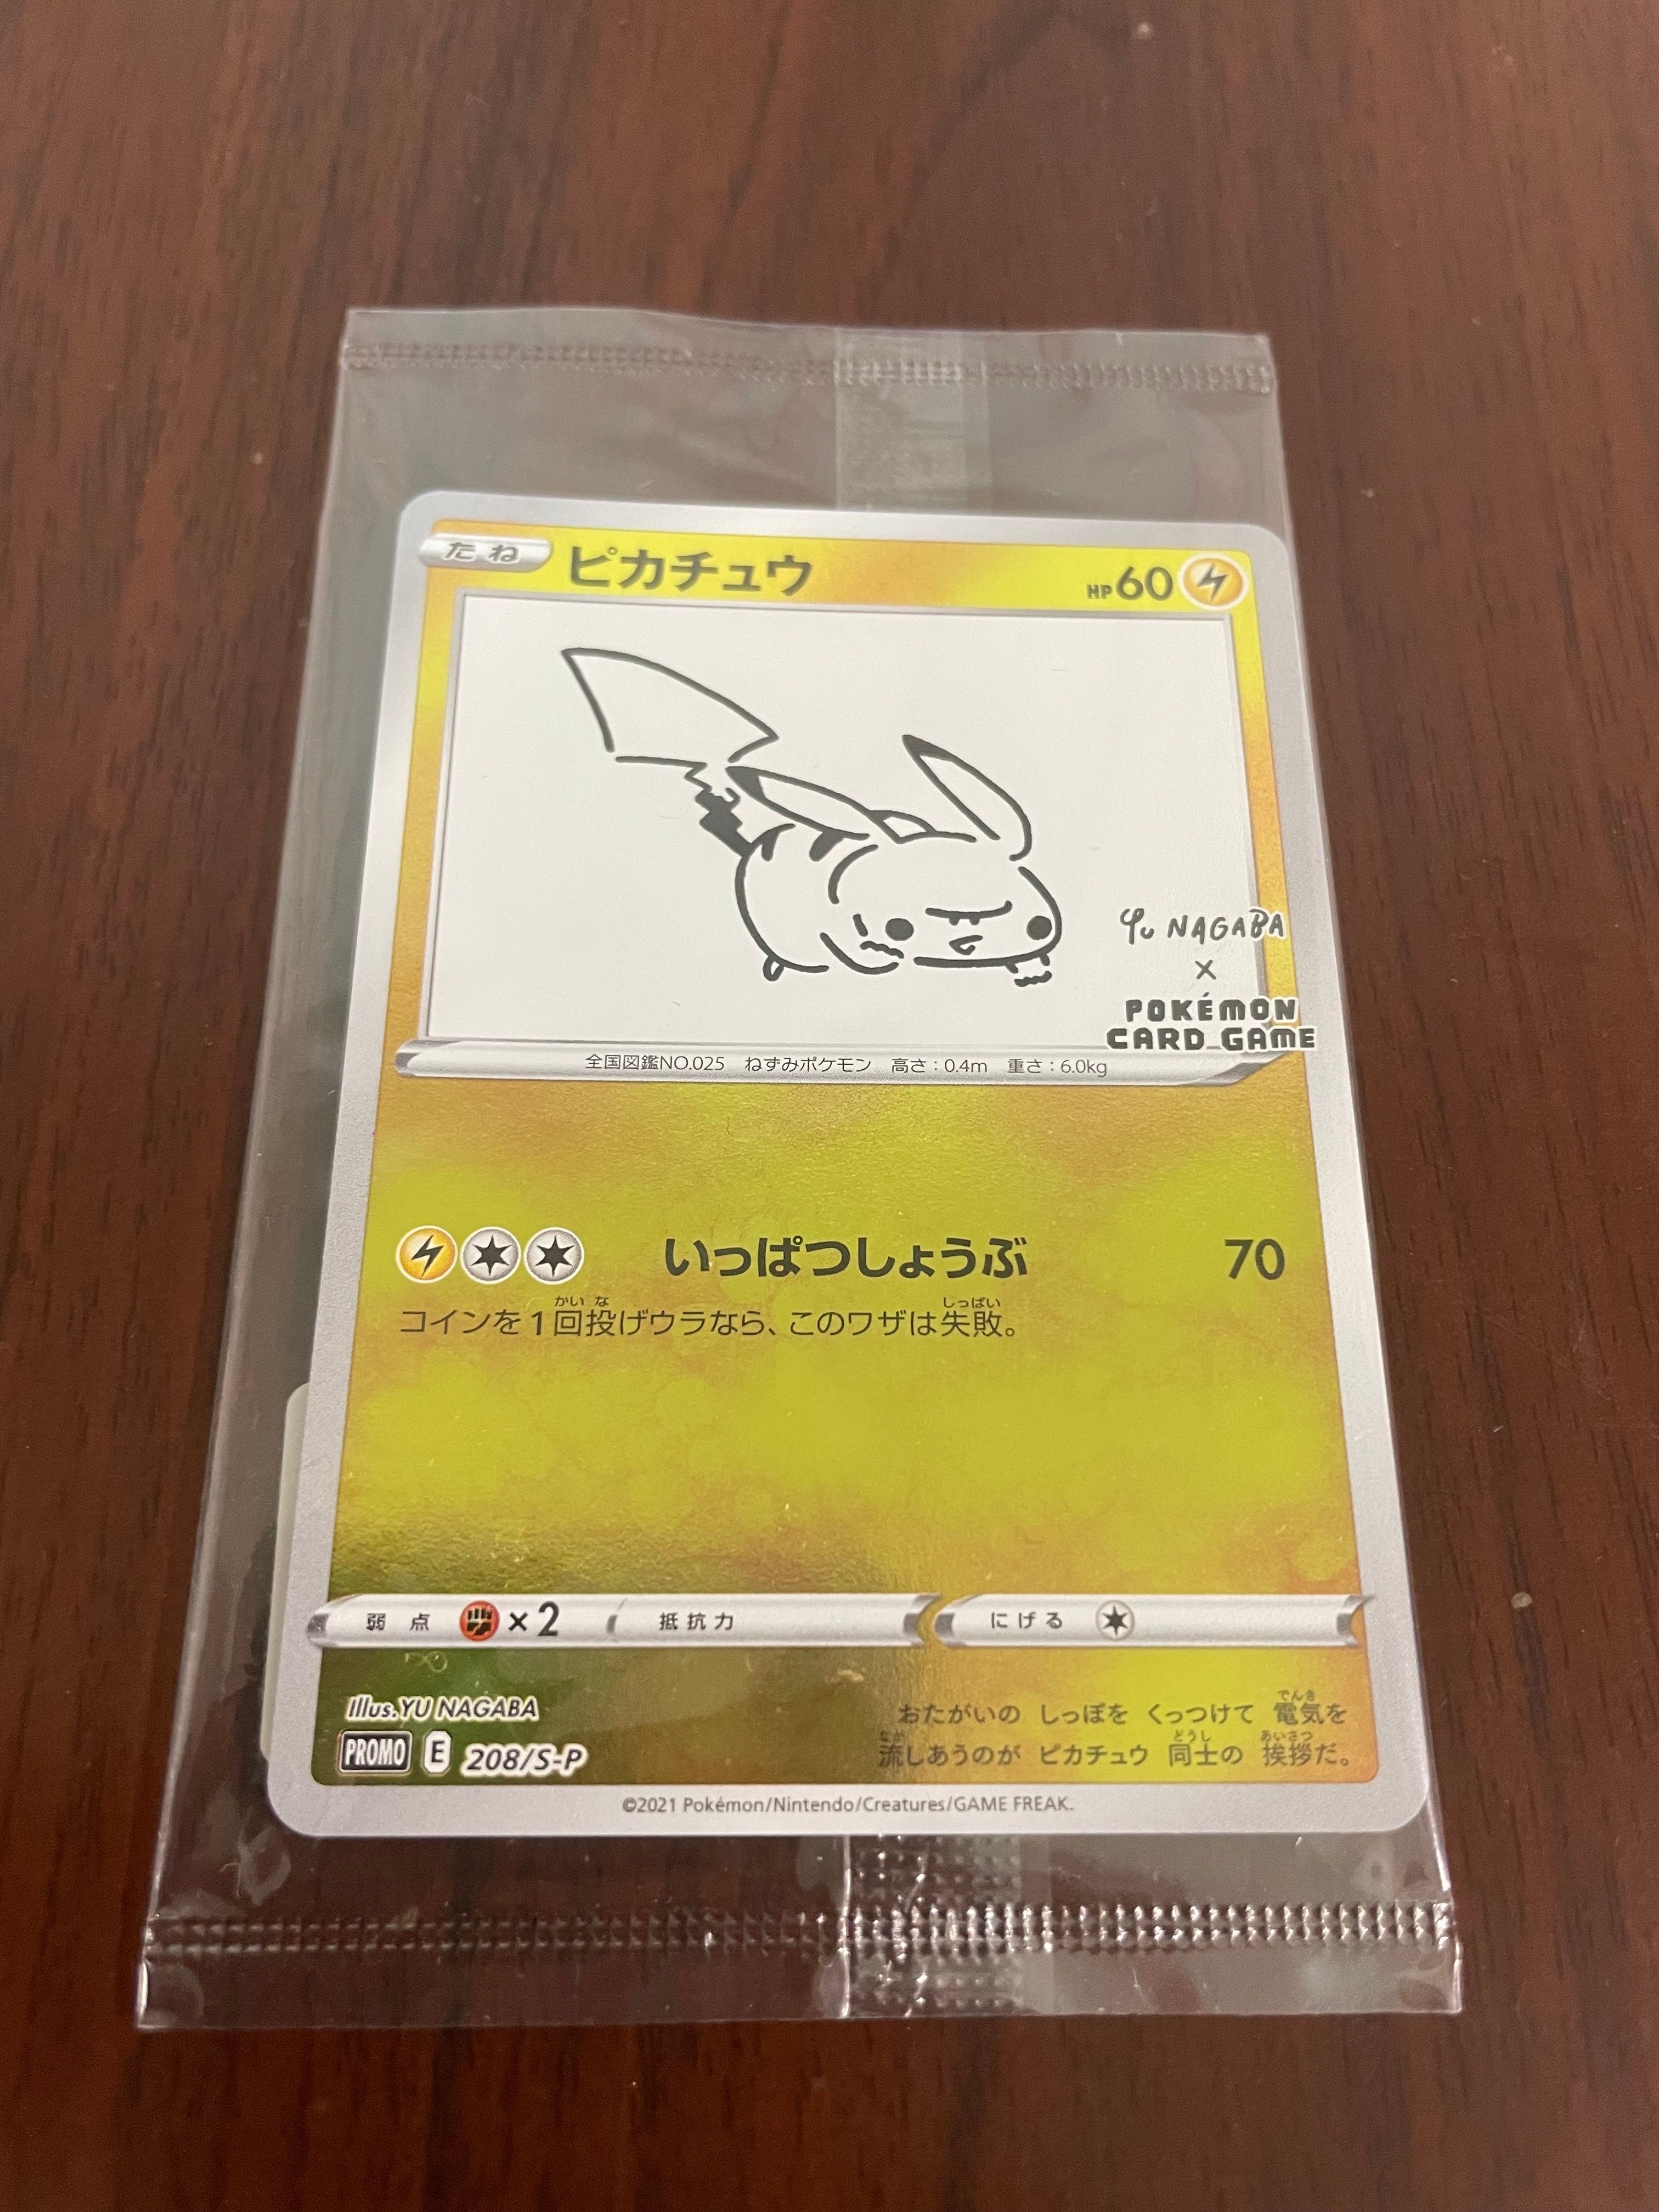 たね ピカチュウ HP60
Yu NAGABA
×
POKÉMON
CARD GAME
全国図鑑NO.025 ねずみポケモン 高さ：0.4m 重さ：6.0kg
いっぱつしょうぶ 70
コインを1回投げウラなら、このワザは失敗。
弱点 ×2 抵抗力 にげる
Illus.YU NAGABA
PROMO E 208/S-P
おたがいの しっぽを くっつけて 電気を
流しあうのが ピカチュウ 同士の 挨拶だ。
©2021 Pokémon/Nintendo/Creatures/GAME FREAK.